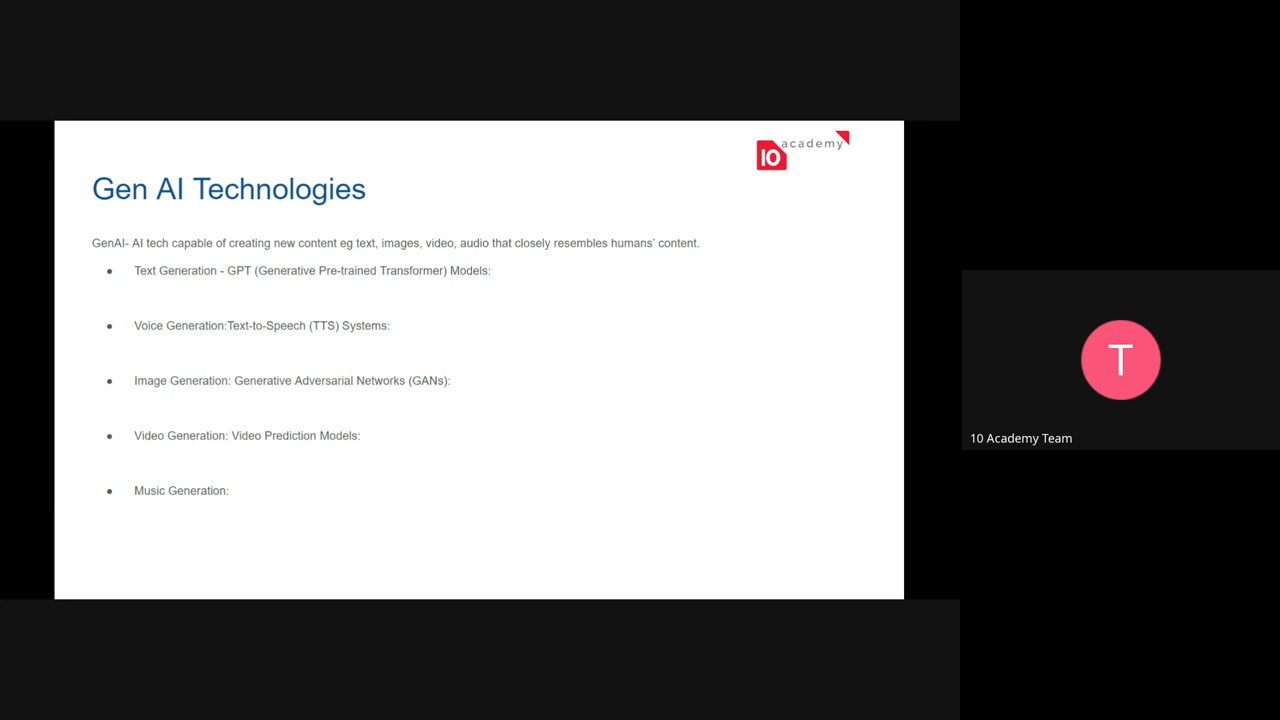 10 academy
Gen AI Technologies
GenAI- AI tech capable of creating new content eg text, images, video, audio that closely resembles humans' content.
● Text Generation - GPT (Generative Pre-trained Transformer) Models:
● Voice Generation:Text-to-Speech (TTS) Systems:
● Image Generation: Generative Adversarial Networks (GANs):
● Video Generation: Video Prediction Models:
● Music Generation:
T
10 Academy Team